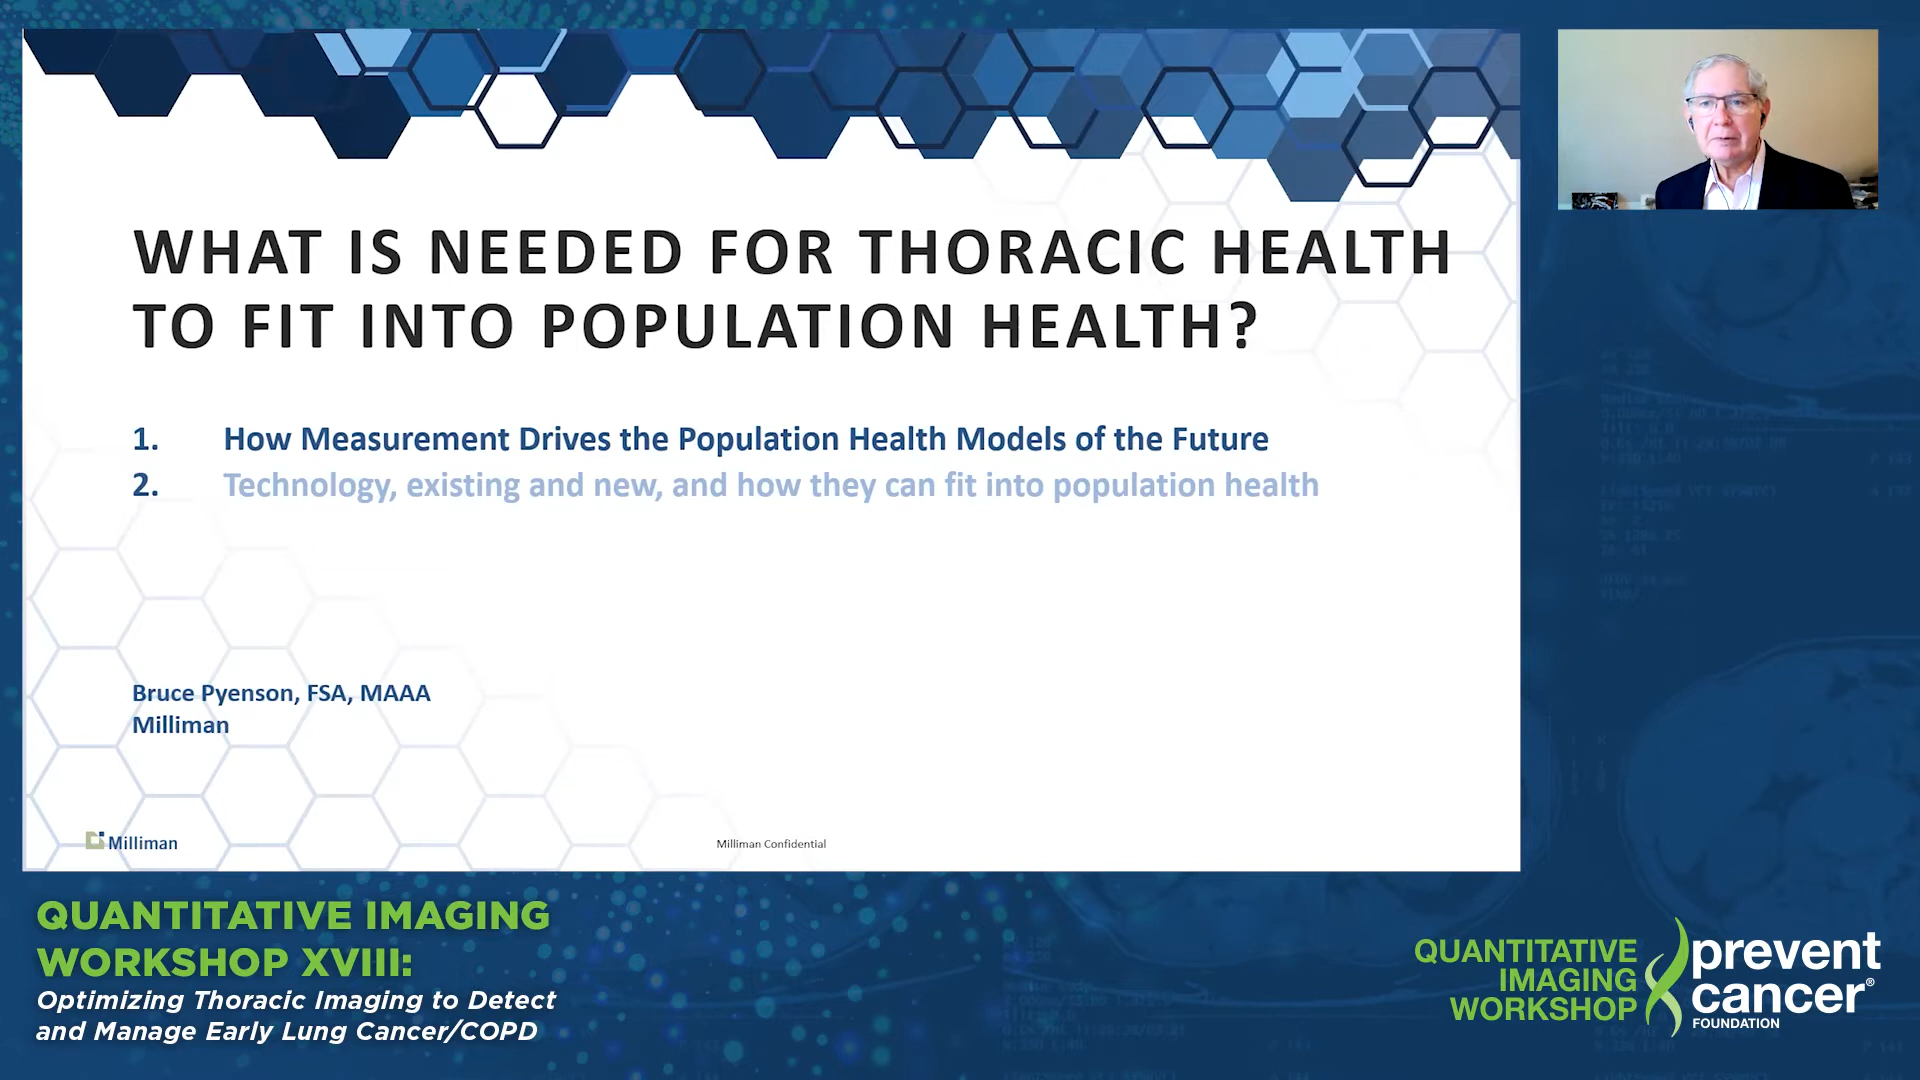 WHAT IS NEEDED FOR THORACIC HEALTH
TO FIT INTO POPULATION HEALTH?
1. How Measurement Drives the Population Health Models of the Future
2. Technology, existing and new, and how they can fit into population health
Bruce Pyenson, FSA, MAAA
Milliman
Milliman
Milliman Confidential
QUANTITATIVE IMAGING
WORKSHOP XVIII:
Optimizing Thoracic Imaging to Detect
and Manage Early Lung Cancer/COPD
QUANTITATIVE
IMAGING
WORKSHOP
prevent
cancer®
FOUNDATION